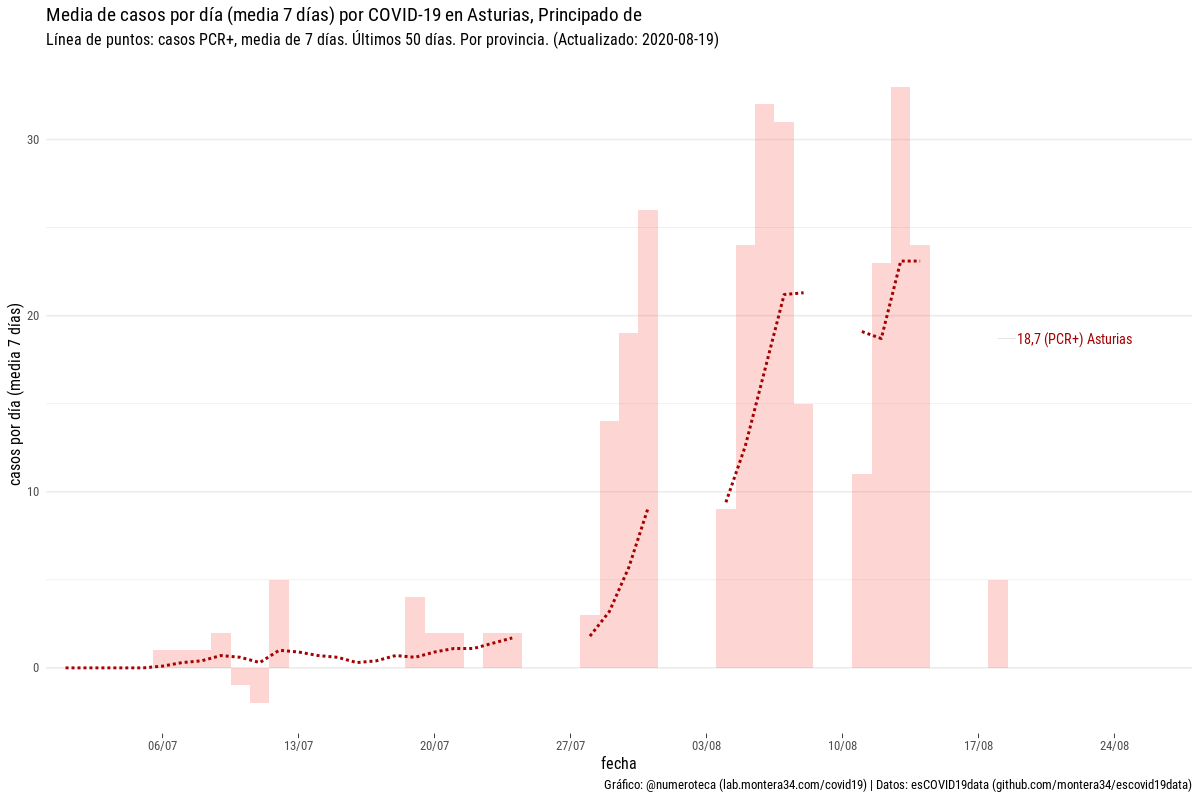 Media de casos por día (media 7 días) por COVID-19 en Asturias, Principado de
Línea de puntos: casos PCR+, media de 7 días. Últimos 50 días. Por provincia. (Actualizado: 2020-08-19)
casos por día (media 7 días)
30
20
10
0
18,7 (PCR+) Asturias
06/07
13/07
20/07
27/07
03/08
10/08
17/08
24/08
fecha
Gráfico: @numeroteca (lab.montera34.com/covid19) | Datos: esCOVID19data (github.com/montera34/escovid19data)